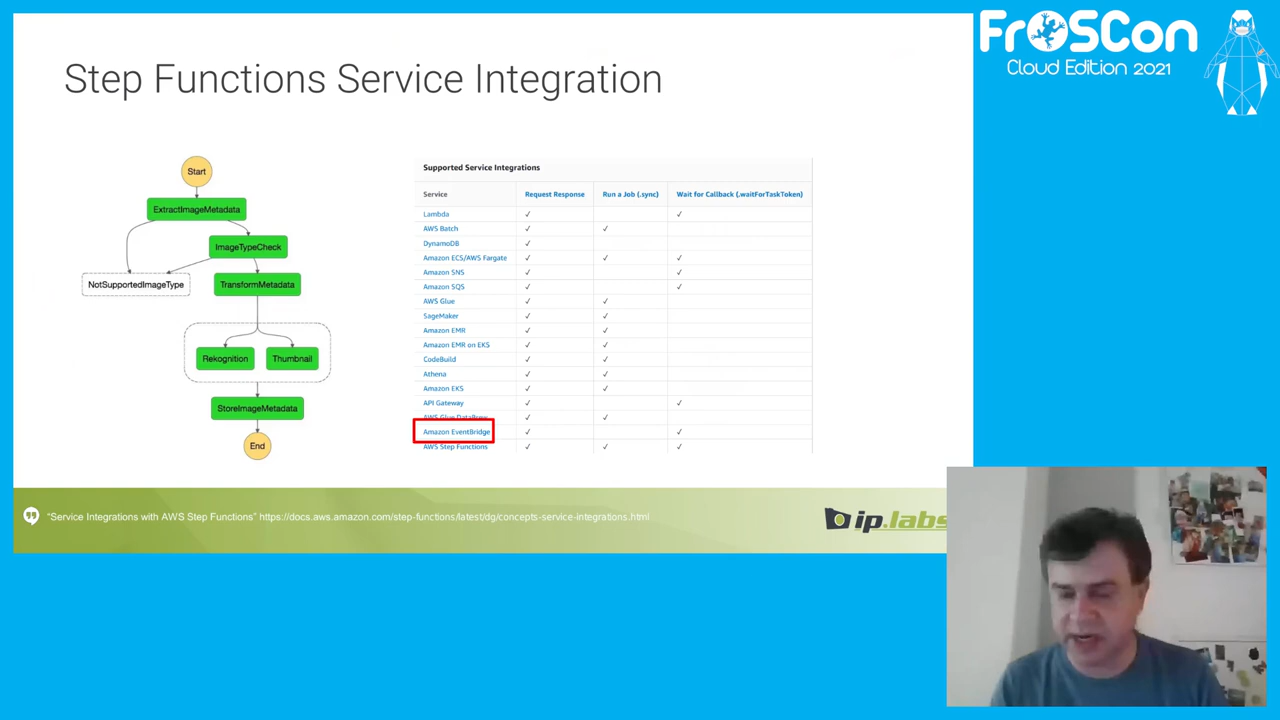 Step Functions Service Integration
FrOSCon
Cloud Edition 2021
Start
ExtractImageMetadata
ImageTypeCheck
NotSupportedImageType
TransformMetadata
Rekognition
Thumbnail
StoreImageMetadata
End
Supported Service Integrations
Service Request Response Run a Job (.sync) Wait for Callback (.waitForTaskToken)
Lambda ✓ ✓
AWS Batch ✓ ✓
DynamoDB ✓
Amazon ECS/AWS Fargate ✓ ✓ ✓
Amazon SNS ✓ ✓
Amazon SQS ✓ ✓
AWS Glue ✓ ✓
SageMaker ✓ ✓
Amazon EMR ✓ ✓
Amazon EMR on EKS ✓ ✓
CodeBuild ✓ ✓
Athena ✓ ✓
Amazon EKS ✓ ✓
API Gateway ✓ ✓
AWS Glue DataBrew ✓ ✓
Amazon EventBridge ✓ ✓
AWS Step Functions ✓ ✓ ✓
"Service Integrations with AWS Step Functions" https://docs.aws.amazon.com/step-functions/latest/dg/concepts-service-integrations.html
ip.labs